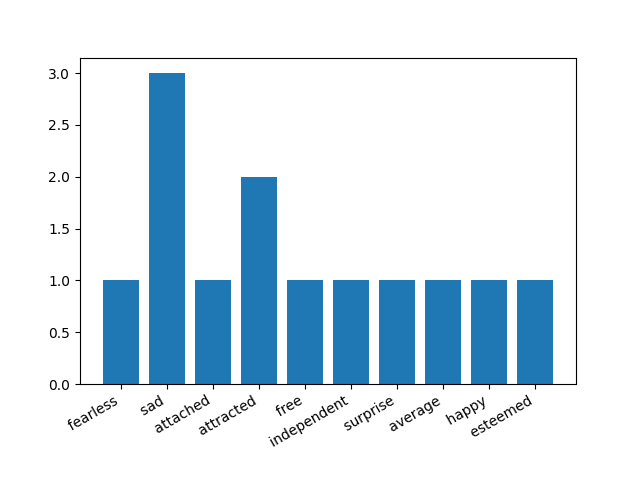 3.0
2.5
2.0
1.5
1.0
0.5
0.0
fearless
sad
attached
attracted
free
independent
surprise
average
happy
esteemed